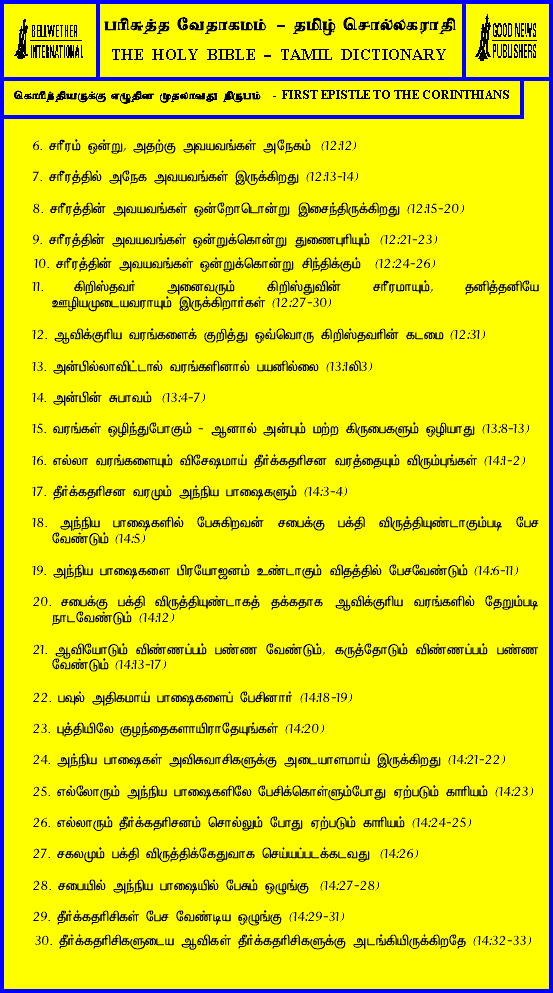 BELLWETHER
INTERNATIONAL
பரிசுத்த வேதாகமம் – தமிழ் சொல்லகராதி
THE HOLY BIBLE – TAMIL DICTIONARY
GOOD NEWS
PUBLISHERS
கொரிந்தியருக்கு எழுதின முதலாவது நிருபம் - FIRST EPISTLE TO THE CORINTHIANS
6. சரீரம் ஒன்று, அதற்கு அவயவங்கள் அநேகம் (12:12)
7. சரீரத்தில் அநேக அவயவங்கள் இருக்கிறது (12:13-14)
8. சரீரத்தின் அவயவங்கள் ஒன்றோடொன்று இசைந்திருக்கிறது (12:15-20)
9. சரீரத்தின் அவயவங்கள் ஒன்றுக்கொன்று துணைபுரியும் (12:21-23)
10. சரீரத்தின் அவயவங்கள் ஒன்றுக்கொன்று சிந்திக்கும் (12:24-26)
11. கிறிஸ்தவர் அனைவரும் கிறிஸ்துவின் சரீரமாயும், தனித்தனியே
ஊழியமுடையவராயும் இருக்கிறார்கள் (12:27-30)
12. ஆவிக்குரிய வரங்களைக் குறித்து ஒவ்வொரு கிறிஸ்தவரின் கடமை (12:31)
13. அன்பில்லாவிட்டால் வரங்களினால் பயனில்லை (13:1லி3)
14. அன்பின் சுபாவம் (13:4-7)
15. வரங்கள் ஒழிந்துபோகும் - ஆனால் அன்பும் மற்ற கிருபைகளும் ஒழியாது (13:8-13)
16. எல்லா வரங்களையும் விசேஷமாய் தீர்க்கதரிசன வரத்தையும் விரும்புங்கள் (14:1-2)
17. தீர்க்கதரிசன வரமும் அந்நிய பாஷைகளும் (14:3-4)
18. அந்நிய பாஷைகளில் பேசுகிறவன் சபைக்கு பக்தி விருத்தியுண்டாகும்படி பேச
வேண்டும் (14:5)
19. அந்நிய பாஷைகளை பிரயோஜனம் உண்டாகும் விதத்தில் பேசவேண்டும் (14:6-11)
20. சபைக்கு பக்தி விருத்தியுண்டாகத் தக்கதாக ஆவிக்குரிய வரங்களில் தேறும்படி
நாடவேண்டும் (14:12)
21. ஆவியோடும் விண்ணப்பம் பண்ண வேண்டும், கருத்தோடும் விண்ணப்பம் பண்ண
வேண்டும் (14:13-17)
22. பவுல் அதிகமாய் பாஷைகளைப் பேசினார் (14:18-19)
23. புத்தியிலே குழந்தைகளாயிராதேயுங்கள் (14:20)
24. அந்நிய பாஷைகள் அவிசுவாசிகளுக்கு அடையாளமாய் இருக்கிறது (14:21-22)
25. எல்லோரும் அந்நிய பாஷைகளிலே பேசிக்கொள்ளும்போது ஏற்படும் காரியம் (14:23)
26. எல்லாரும் தீர்க்கதரிசனம் சொல்லும் போது ஏற்படும் காரியம் (14:24-25)
27. சகலமும் பக்தி விருத்திக்கேதுவாக செய்யப்படக்கடவது (14:26)
28. சபையில் அந்நிய பாஷையில் பேசும் ஒழுங்கு (14:27-28)
29. தீர்க்கதரிசிகள் பேச வேண்டிய ஒழுங்கு (14:29-31)
30. தீர்க்கதரிசிகளுடைய ஆவிகள் தீர்க்கதரிசிகளுக்கு அடங்கியிருக்கிறதே (14:32-33)